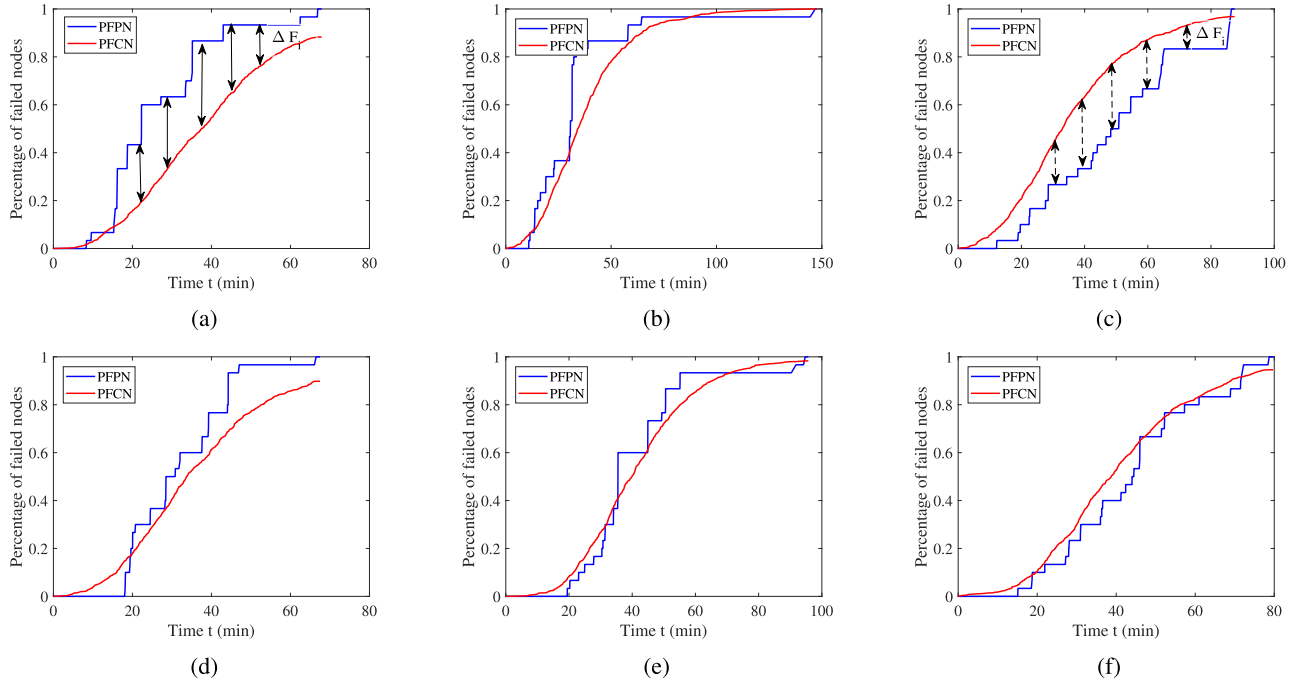 Percentage of failed nodes
1
0.8
0.6
0.4
0.2
0
PFPN
PFCN
Δ F_i
0 20 40 60 80
Time t (min)
(a)
Percentage of failed nodes
1
0.8
0.6
0.4
0.2
0
PFPN
PFCN
0 50 100 150
Time t (min)
(b)
Percentage of failed nodes
1
0.8
0.6
0.4
0.2
0
PFPN
PFCN
Δ F_i
0 20 40 60 80 100
Time t (min)
(c)
Percentage of failed nodes
1
0.8
0.6
0.4
0.2
0
PFPN
PFCN
0 20 40 60 80
Time t (min)
(d)
Percentage of failed nodes
1
0.8
0.6
0.4
0.2
0
PFPN
PFCN
0 20 40 60 80 100
Time t (min)
(e)
Percentage of failed nodes
1
0.8
0.6
0.4
0.2
0
PFPN
PFCN
0 20 40 60 80
Time t (min)
(f)